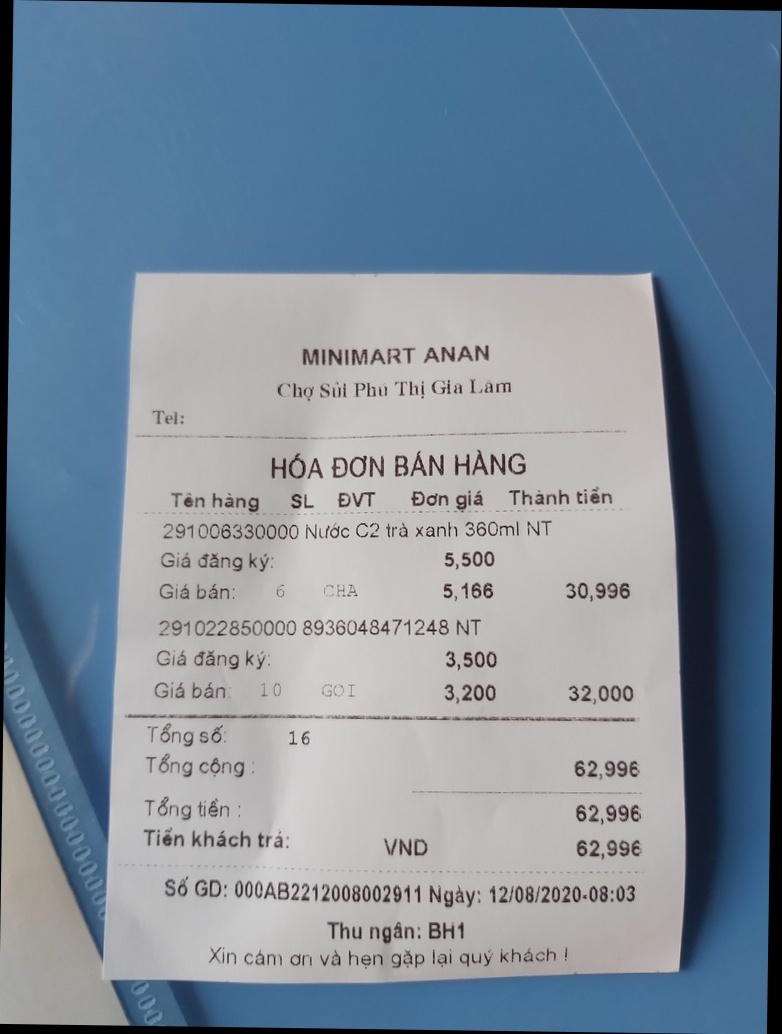 MINIMART ANAN
Chợ Sủi Phú Thị Gia Lâm
Tel:
HÓA ĐƠN BÁN HÀNG
Tên hàng SL ĐVT Đơn giá Thành tiền
291006330000 Nước C2 trà xanh 360ml NT
Giá đăng ký: 5,500
Giá bán: 6 CHA 5,166 30,996
291022850000 8936048471248 NT
Giá đăng ký: 3,500
Giá bán: 10 GOI 3,200 32,000
Tổng số: 16
Tổng cộng : 62,996
Tổng tiền : 62,996
Tiền khách trả: VND 62,996
Số GD: 000AB2212008002911 Ngày: 12/08/2020-08:03
Thu ngân: BH1
Xin cám ơn và hẹn gặp lại quý khách !